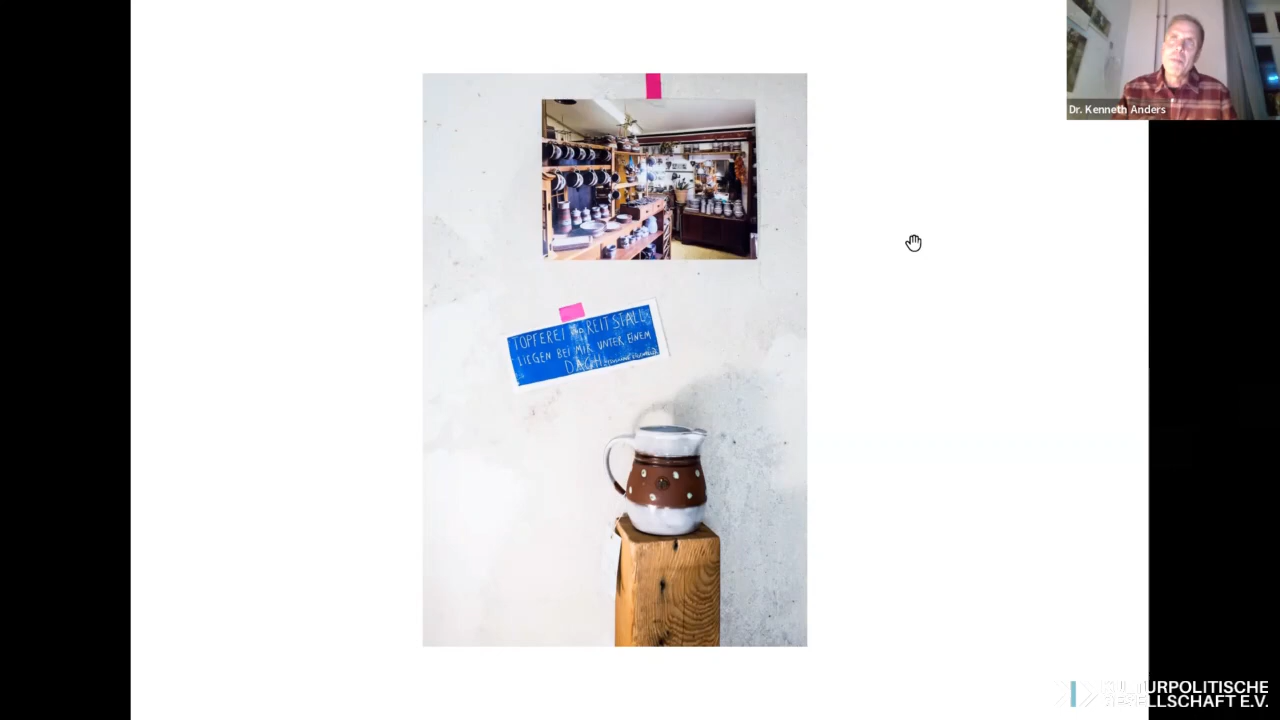 Dr. Kenneth Anders
TÖPFEREI UND REITSTALL
LIEGEN BEI MIR UNTER EINEM
DACH!
KULTURPOLITISCHE
GESELLSCHAFT E.V.